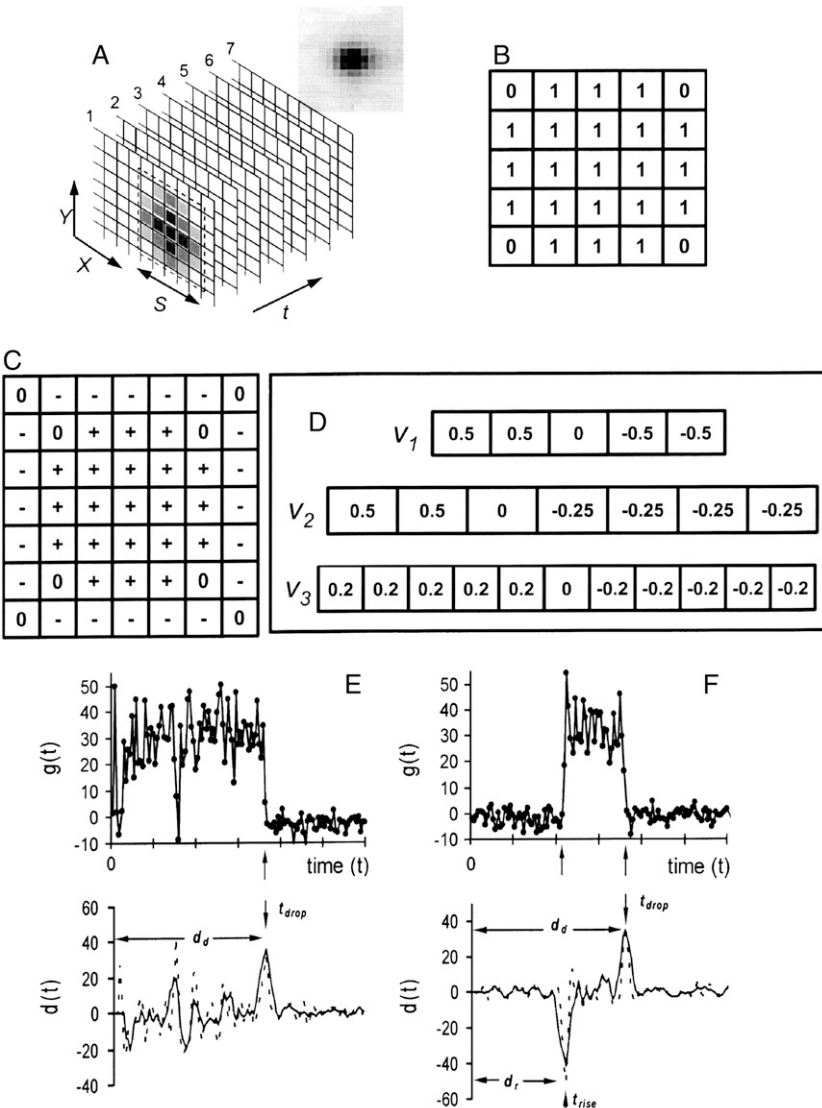 A
1 2 3 4 5 6 7
Y
X
S
t
B
0 1 1 1 0
1 1 1 1 1
1 1 1 1 1
1 1 1 1 1
0 1 1 1 0
C
0 - - - - - 0
- 0 + + + 0 -
- + + + + + -
- + + + + + -
- + + + + + -
- 0 + + + 0 -
0 - - - - - 0
D
V1 0.5 0.5 0 -0.5 -0.5
V2 0.5 0.5 0 -0.25 -0.25 -0.25 -0.25
V3 0.2 0.2 0.2 0.2 0.2 0 -0.2 -0.2 -0.2 -0.2 -0.2
E
g(t)
50
40
30
20
10
0
-10
0
time (t)
F
g(t)
50
40
30
20
10
0
-10
0
time (t)
d(t)
60
40
20
0
-20
-40
dd
tdrop
d(t)
40
20
0
-20
-40
-60
dd
tdrop
dr
trise